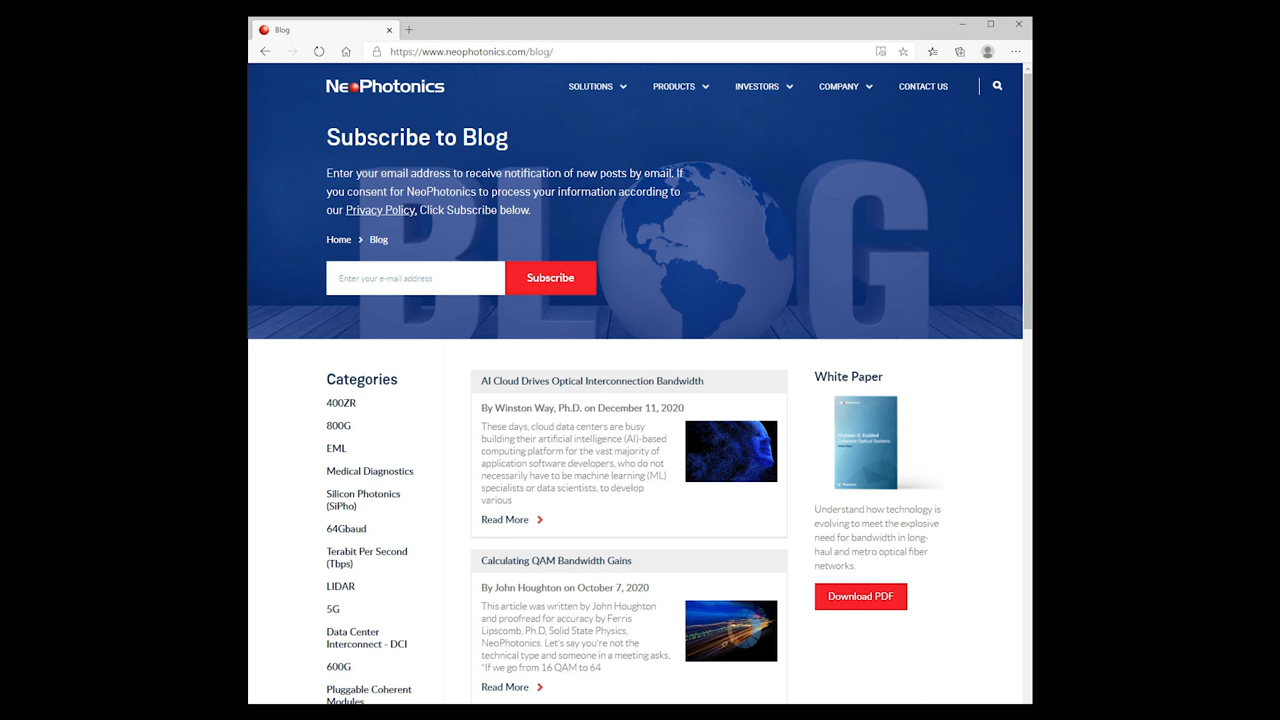 Blog
https://www.neophotonics.com/blog/
NeoPhotonics
SOLUTIONS
PRODUCTS
INVESTORS
COMPANY
CONTACT US
Subscribe to Blog
Enter your email address to receive notification of new posts by email. If
you consent for NeoPhotonics to process your information according to
our Privacy Policy, Click Subscribe below.
Home > Blog
Enter your e-mail address
Subscribe
BLOG
Categories
400ZR
800G
EML
Medical Diagnostics
Silicon Photonics
(SiPho)
64Gbaud
Terabit Per Second
(Tbps)
LIDAR
5G
Data Center
Interconnect - DCI
600G
Pluggable Coherent
Modules
AI Cloud Drives Optical Interconnection Bandwidth
By Winston Way, Ph.D. on December 11, 2020
These days, cloud data centers are busy
building their artificial intelligence (AI)-based
computing platform for the vast majority of
application software developers, who do not
necessarily have to be machine learning (ML)
specialists or data scientists, to develop
various
Read More
Calculating QAM Bandwidth Gains
By John Houghton on October 7, 2020
This article was written by John Houghton
and proofread for accuracy by Ferris
Lipscomb, Ph.D, Solid State Physics,
NeoPhotonics. Let's say you're not the
technical type and someone in a meeting asks,
"If we go from 16 QAM to 64
Read More
White Paper
Understand how technology is
evolving to meet the explosive
need for bandwidth in long-
haul and metro optical fiber
networks.
Download PDF